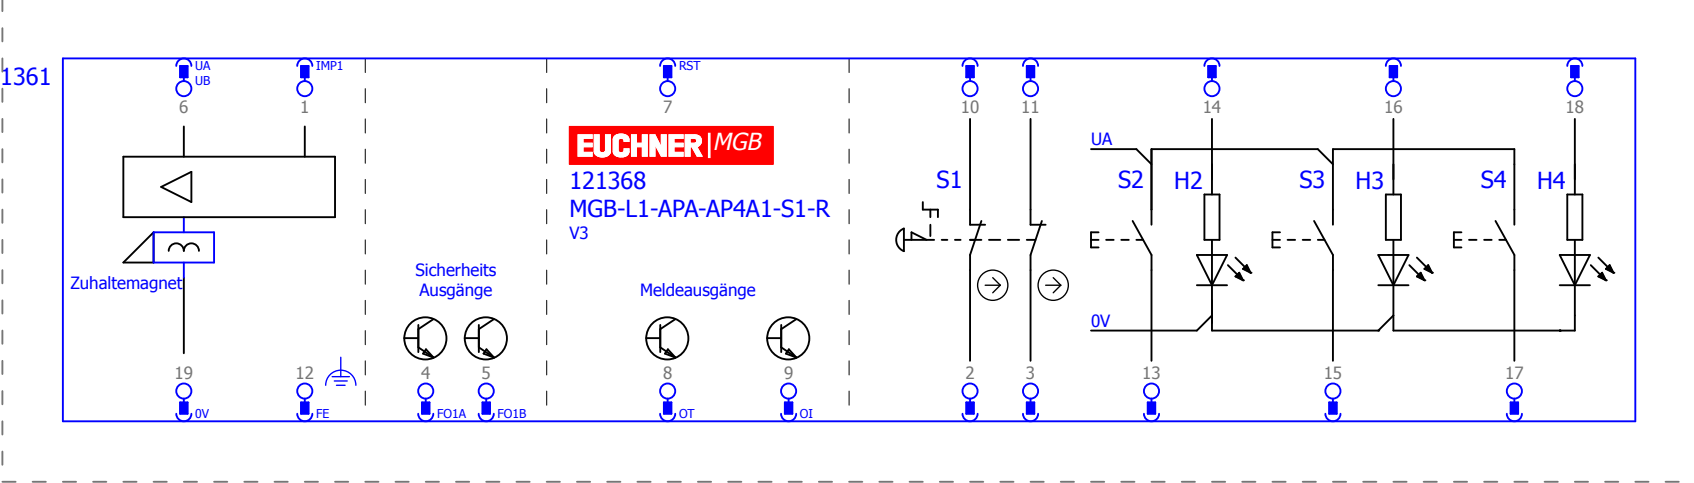 1361
UA
UB
IMP1
RST
6
1
7
10
11
14
16
18
EUCHNER MGB
121368
MGB-L1-APA-AP4A1-S1-R
V3
UA
S1
S2
H2
S3
H3
S4
H4
Zuhaltemagnet
Sicherheits
Ausgänge
Meldeausgänge
0V
19
12
4
5
8
9
2
3
13
15
17
0V
FE
FO1A
FO1B
OT
OI